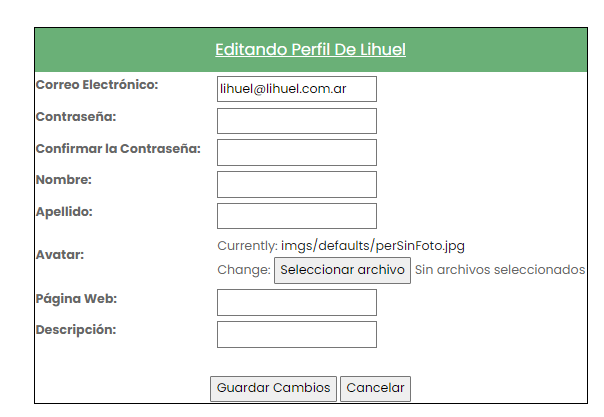 Editando Perfil De Lihuel
Correo Electrónico: lihuel@lihuel.com.ar
Contraseña:
Confirmar la Contraseña:
Nombre:
Apellido:
Avatar:
Currently: imgs/defaults/perSinFoto.jpg
Change: Seleccionar archivo Sin archivos seleccionados
Página Web:
Descripción:
Guardar Cambios Cancelar